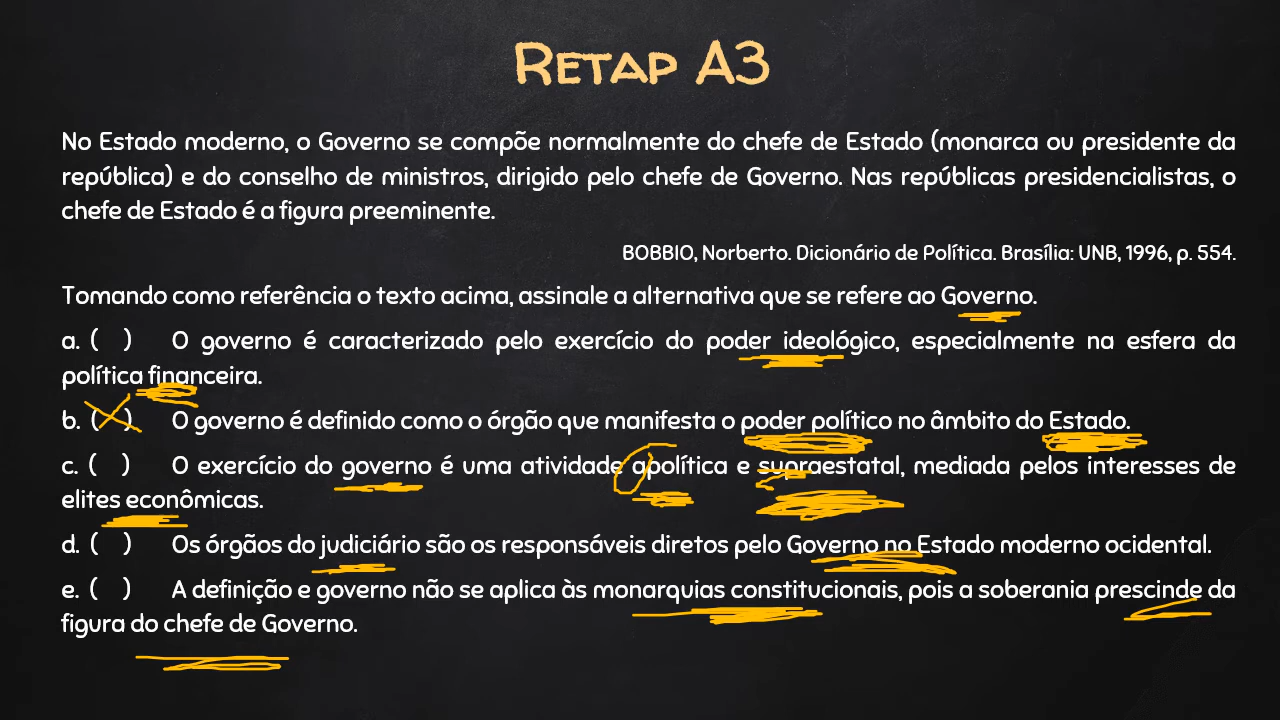 Retap A3
No Estado moderno, o Governo se compõe normalmente do chefe de Estado (monarca ou presidente da
república) e do conselho de ministros, dirigido pelo chefe de Governo. Nas repúblicas presidencialistas, o
chefe de Estado é a figura preeminente.
BOBBIO, Norberto. Dicionário de Política. Brasília: UNB, 1996, p. 554.
Tomando como referência o texto acima, assinale a alternativa que se refere ao Governo.
a. ( ) O governo é caracterizado pelo exercício do poder ideológico, especialmente na esfera da
política financeira.
b. (X) O governo é definido como o órgão que manifesta o poder político no âmbito do Estado.
c. ( ) O exercício do governo é uma atividade apolítica e supraestatal, mediada pelos interesses de
elites econômicas.
d. ( ) Os órgãos do judiciário são os responsáveis diretos pelo Governo no Estado moderno ocidental.
e. ( ) A definição e governo não se aplica às monarquias constitucionais, pois a soberania prescinde da
figura do chefe de Governo.